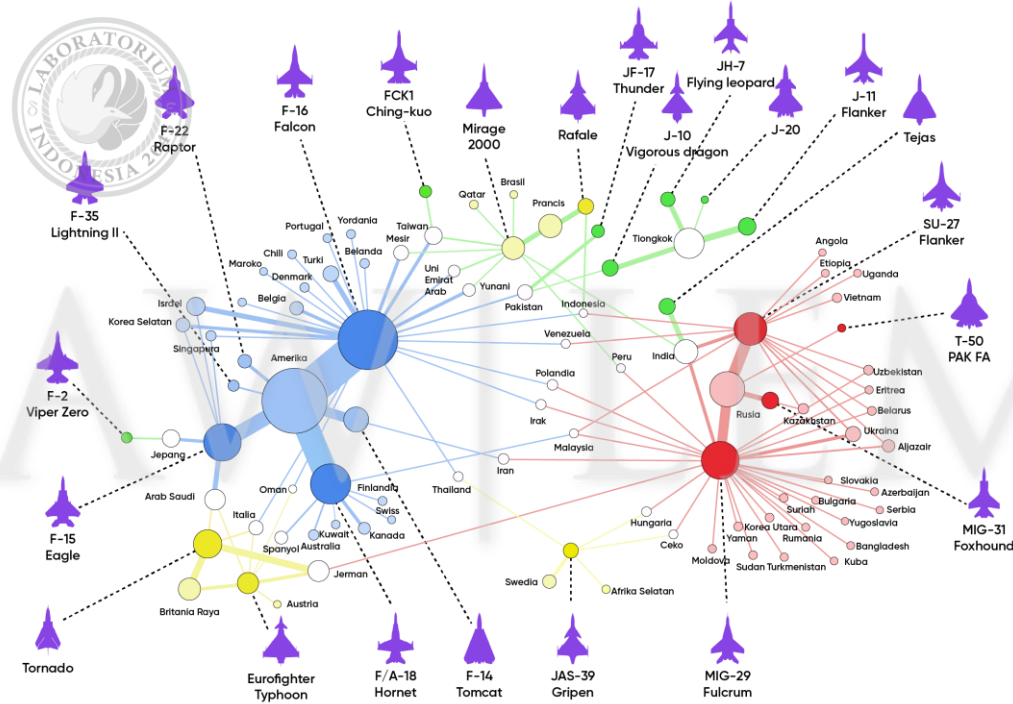 LABORATORIUM
INDONESIA 20
F-22
Raptor
F-16
Falcon
FCK1
Ching-kuo
Mirage
2000
Rafale
JF-17
Thunder
JH-7
Flying leopard
J-10
Vigorous dragon
J-20
J-11
Flanker
Tejas
F-35
Lightning II
SU-27
Flanker
T-50
PAK FA
F-2
Viper Zero
F-15
Eagle
MIG-31
Foxhound
Tornado
Eurofighter
Typhoon
F/A-18
Hornet
F-14
Tomcat
JAS-39
Gripen
MIG-29
Fulcrum
Qatar
Brasil
Prancis
Taiwan
Mesir
Yordania
Portugal
Belanda
Chili
Turki
Maroko
Denmark
Belgia
Israel
Korea Selatan
Singapura
Amerika
Uni
Emirat
Arab
Yunani
Pakistan
Indonesia
Tiongkok
Venezuela
India
Peru
Polandia
Irak
Malaysia
Iran
Thailand
Angola
Etiopia
Uganda
Vietnam
Uzbekistan
Eritrea
Belarus
Kazakhstan
Ukraina
Aljazair
Rusia
Slovakia
Azerbaijan
Bulgaria
Serbia
Suriah
Yugoslavia
Korea Utara
Yaman
Rumania
Bangladesh
Moldova
Sudan
Turkmenistan
Kuba
Hungaria
Ceko
Swedia
Afrika Selatan
Jepang
Arab Saudi
Oman
Italia
Finlandia
Swiss
Kuwait
Kanada
Spanyol
Australia
Jerman
Britania Raya
Austria